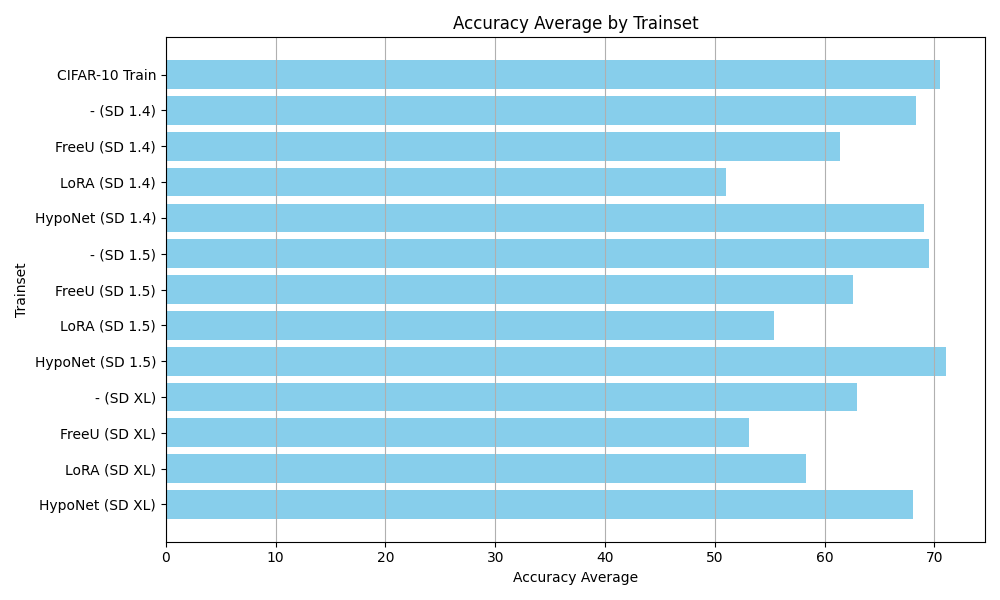 Accuracy Average by Trainset
CIFAR-10 Train
- (SD 1.4)
FreeU (SD 1.4)
LoRA (SD 1.4)
HypoNet (SD 1.4)
- (SD 1.5)
FreeU (SD 1.5)
LoRA (SD 1.5)
HypoNet (SD 1.5)
- (SD XL)
FreeU (SD XL)
LoRA (SD XL)
HypoNet (SD XL)
Trainset
0 10 20 30 40 50 60 70
Accuracy Average